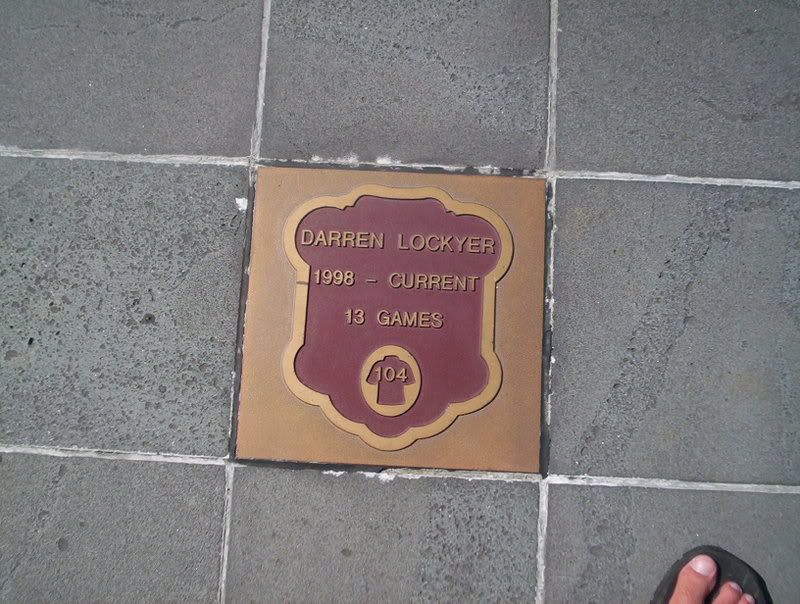 DARREN LOCKYER
1998 – CURRENT
13 GAMES
104